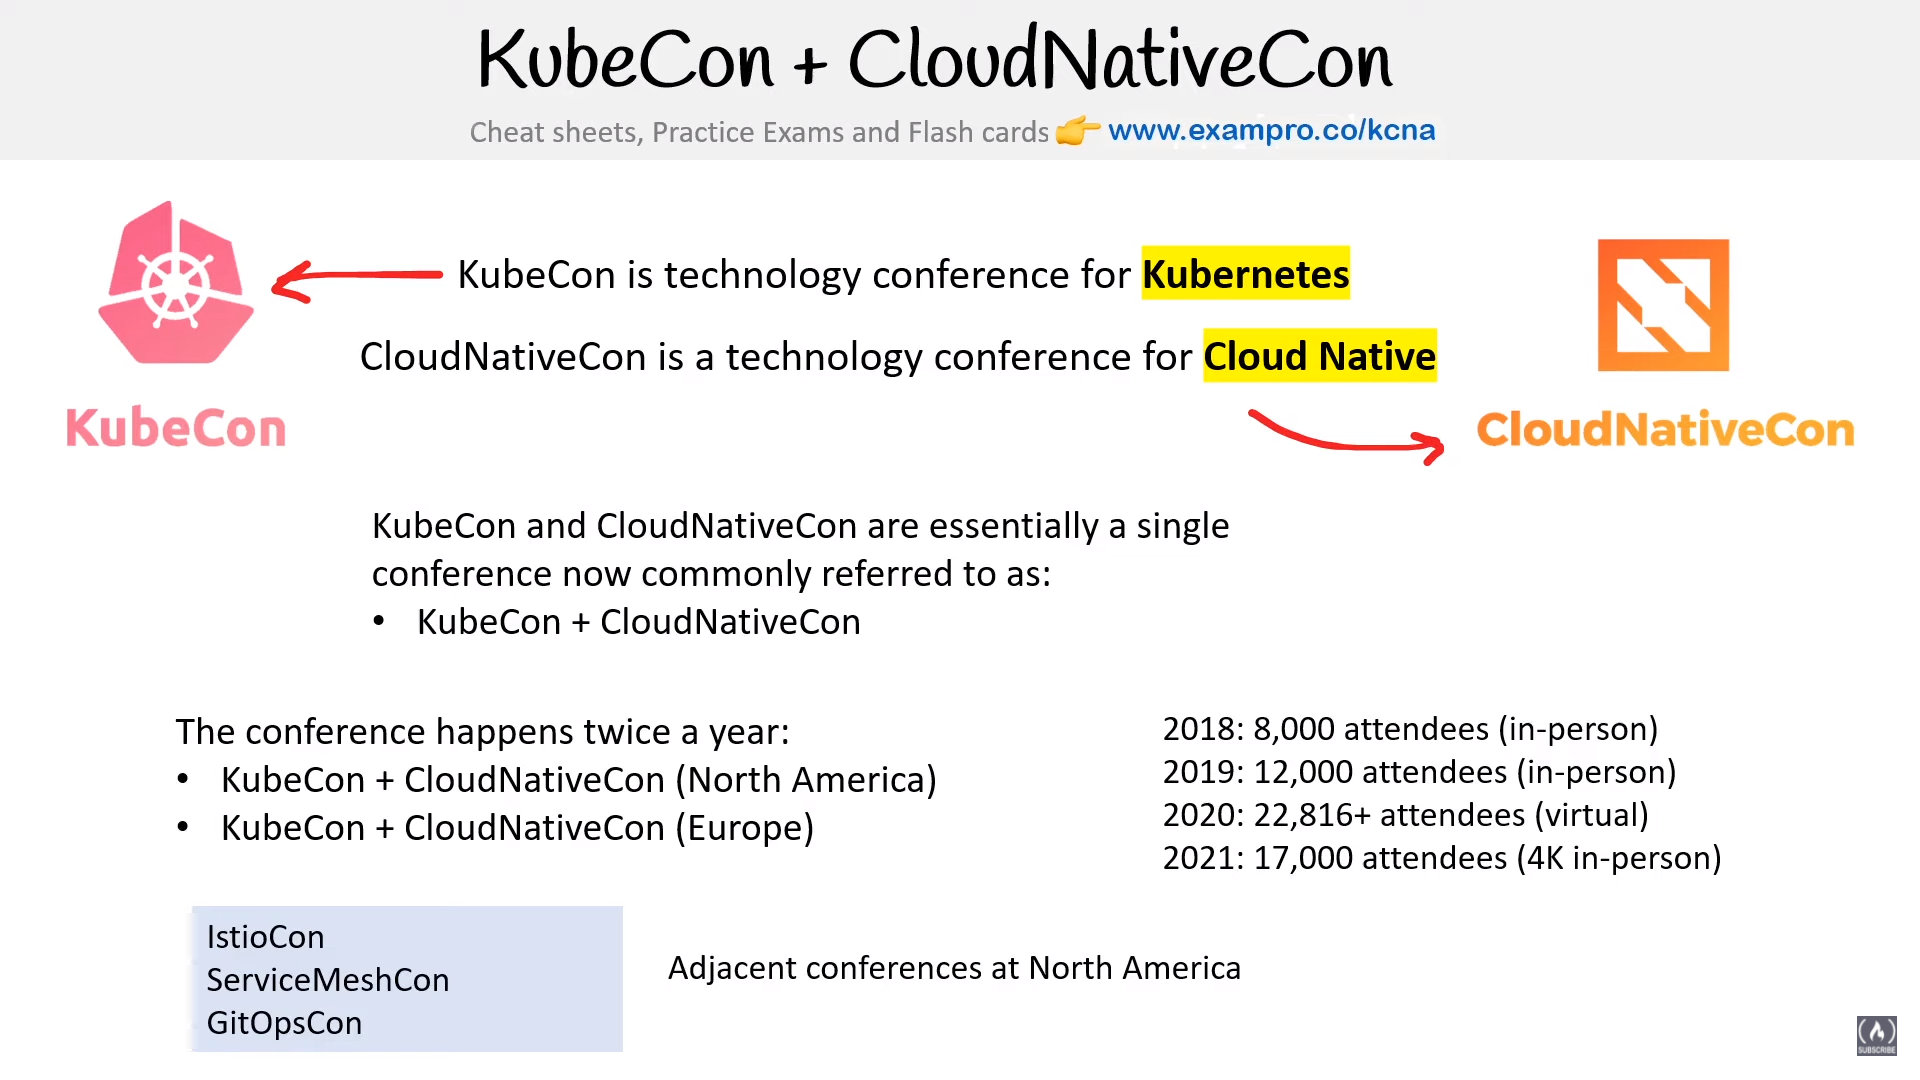 KubeCon + CloudNativeCon
Cheat sheets, Practice Exams and Flash cards 👉 www.exampro.co/kcna
KubeCon is technology conference for Kubernetes
CloudNativeCon is a technology conference for Cloud Native
KubeCon
CloudNativeCon
KubeCon and CloudNativeCon are essentially a single
conference now commonly referred to as:
• KubeCon + CloudNativeCon
The conference happens twice a year:
• KubeCon + CloudNativeCon (North America)
• KubeCon + CloudNativeCon (Europe)
2018: 8,000 attendees (in-person)
2019: 12,000 attendees (in-person)
2020: 22,816+ attendees (virtual)
2021: 17,000 attendees (4K in-person)
IstioCon
ServiceMeshCon
GitOpsCon
Adjacent conferences at North America
SUBSCRIBE